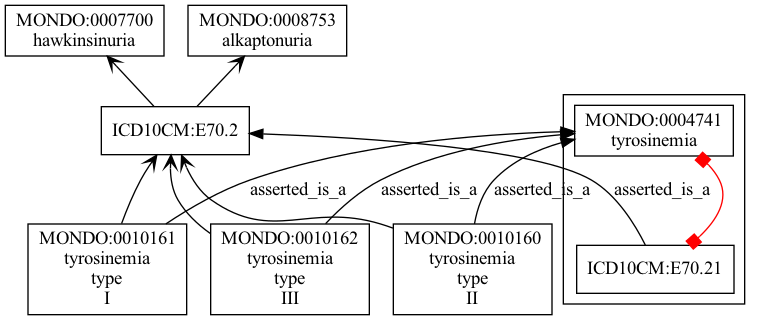 MONDO:0007700
hawkinsinuria
MONDO:0008753
alkaptonuria
ICD10CM:E70.2
MONDO:0004741
tyrosinemia
asserted_is_a
asserted_is_a
asserted_is_a
asserted_is_a
MONDO:0010161
tyrosinemia
type
I
MONDO:0010162
tyrosinemia
type
III
MONDO:0010160
tyrosinemia
type
II
ICD10CM:E70.21